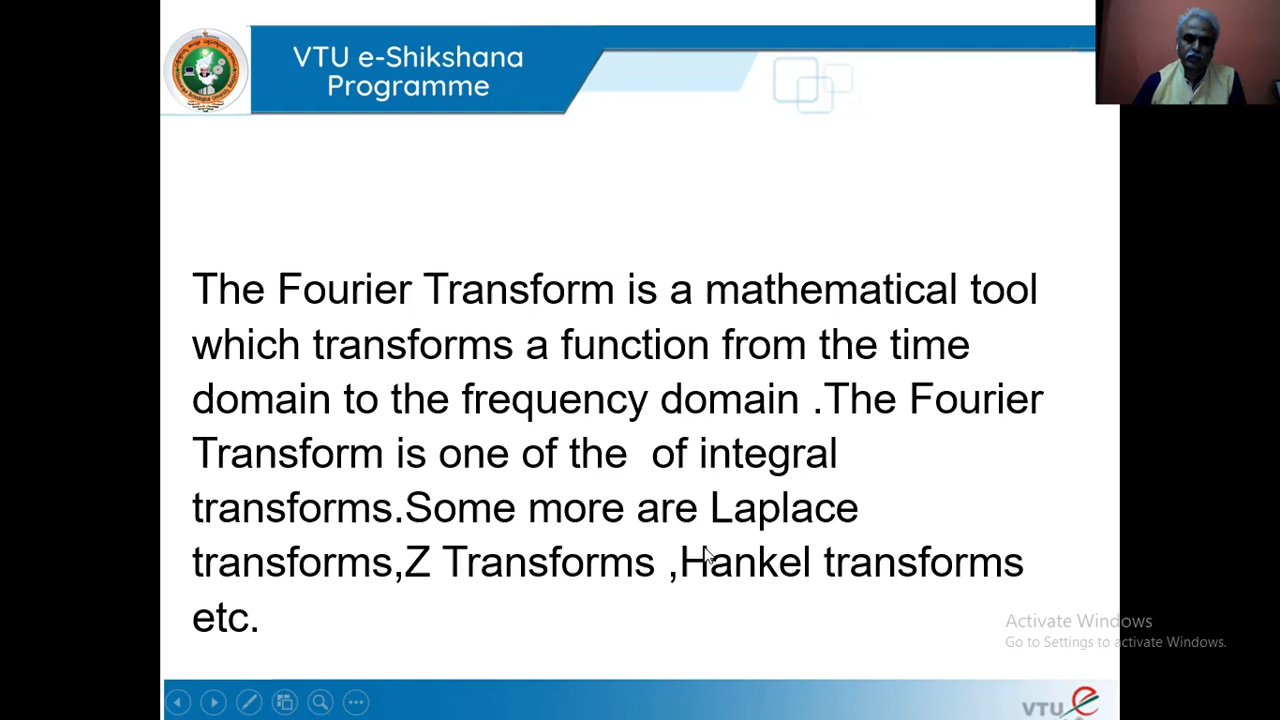 VTU e-Shikshana
Programme
The Fourier Transform is a mathematical tool
which transforms a function from the time
domain to the frequency domain .The Fourier
Transform is one of the  of integral
transforms.Some more are Laplace
transforms,Z Transforms ,Hankel transforms
etc.
Activate Windows
Go to Settings to activate Windows.
VTU e